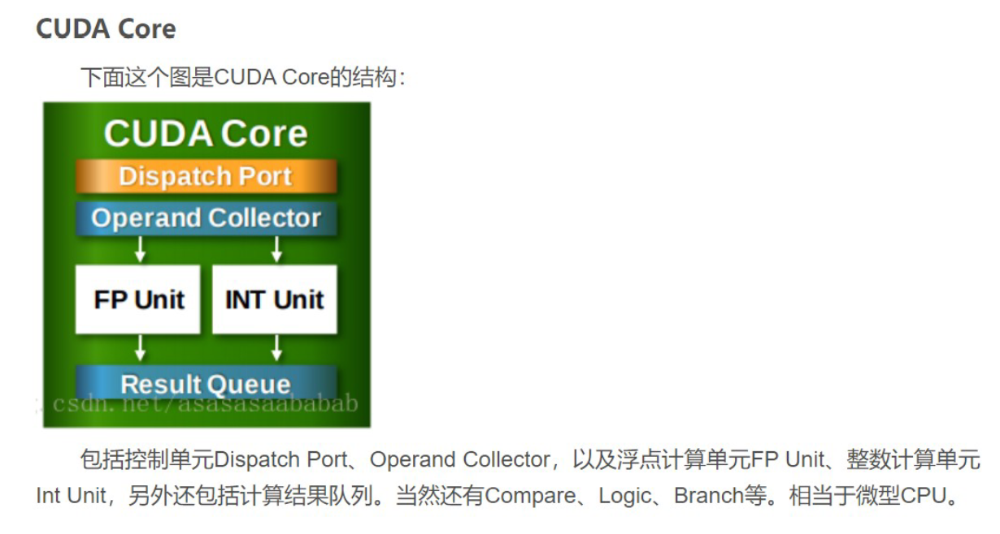 CUDA Core
下面这个图是CUDA Core的结构：
CUDA Core
Dispatch Port
Operand Collector
FP Unit INT Unit
Result Queue
csdn.net/asasasaababab
包括控制单元Dispatch Port、Operand Collector，以及浮点计算单元FP Unit、整数计算单元
Int Unit，另外还包括计算结果队列。当然还有Compare、Logic、Branch等。相当于微型CPU。